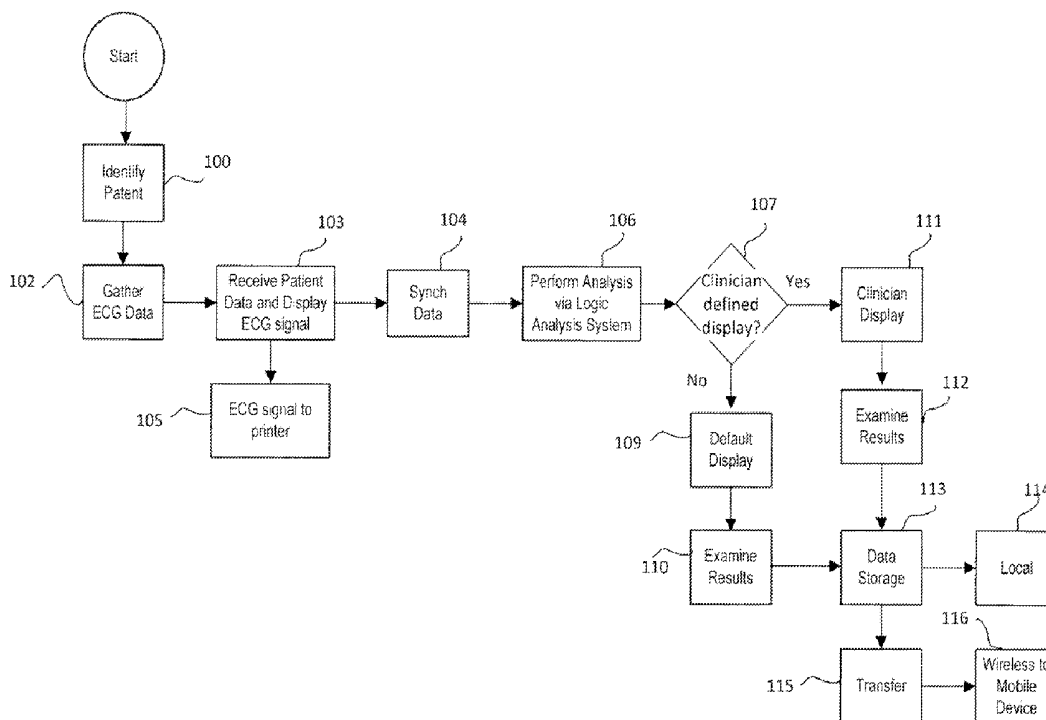 Start
Identify
Patent
100
102
Gather
ECG Data
103
Receive Patient
Data and Display
ECG signal
105
ECG signal to
printer
104
Synch
Data
106
Perform Analysis
via Logic
Analysis System
107
Clinician
defined
display?
Yes
No
111
Clinician
Display
112
Examine
Results
109
Default
Display
110
Examine
Results
113
Data
Storage
114
Local
115
Transfer
116
Wireless to
Mobile
Device